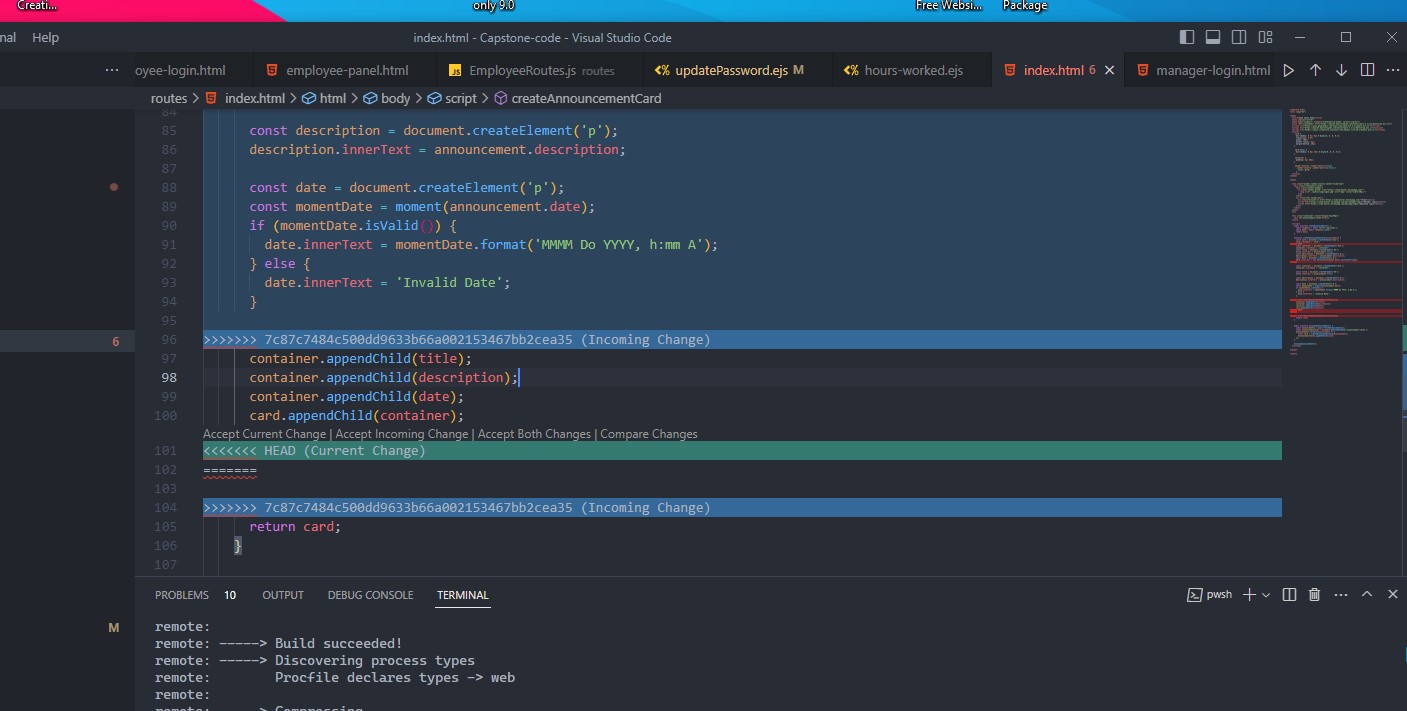 Creati...
only 9.0
Free Websi...
Package
nal Help
index.html - Capstone-code - Visual Studio Code
... oyee-login.html employee-panel.html JS EmployeeRoutes.js routes <% updatePassword.ejs M <% hours-worked.ejs index.html 6 manager-login.html ...
routes > index.html > html > body > script > createAnnouncementCard
84
85 const description = document.createElement('p');
86 description.innerText = announcement.description;
87
88 const date = document.createElement('p');
89 const momentDate = moment(announcement.date);
90 if (momentDate.isValid()) {
91 date.innerText = momentDate.format('MMMM Do YYYY, h:mm A');
92 } else {
93 date.innerText = 'Invalid Date';
94 }
95
6
96 >>>>>>> 7c87c7484c500dd9633b66a002153467bb2cea35 (Incoming Change)
97 container.appendChild(title);
98 container.appendChild(description);
99 container.appendChild(date);
100 card.appendChild(container);
Accept Current Change | Accept Incoming Change | Accept Both Changes | Compare Changes
101 <<<<<<< HEAD (Current Change)
102 =======
103
104 >>>>>>> 7c87c7484c500dd9633b66a002153467bb2cea35 (Incoming Change)
105 return card;
106 }
107
PROBLEMS 10 OUTPUT DEBUG CONSOLE TERMINAL pwsh ...
M
remote:
remote: -----> Build succeeded!
remote: -----> Discovering process types
remote: Procfile declares types -> web
remote:
remote: -----> Compressing